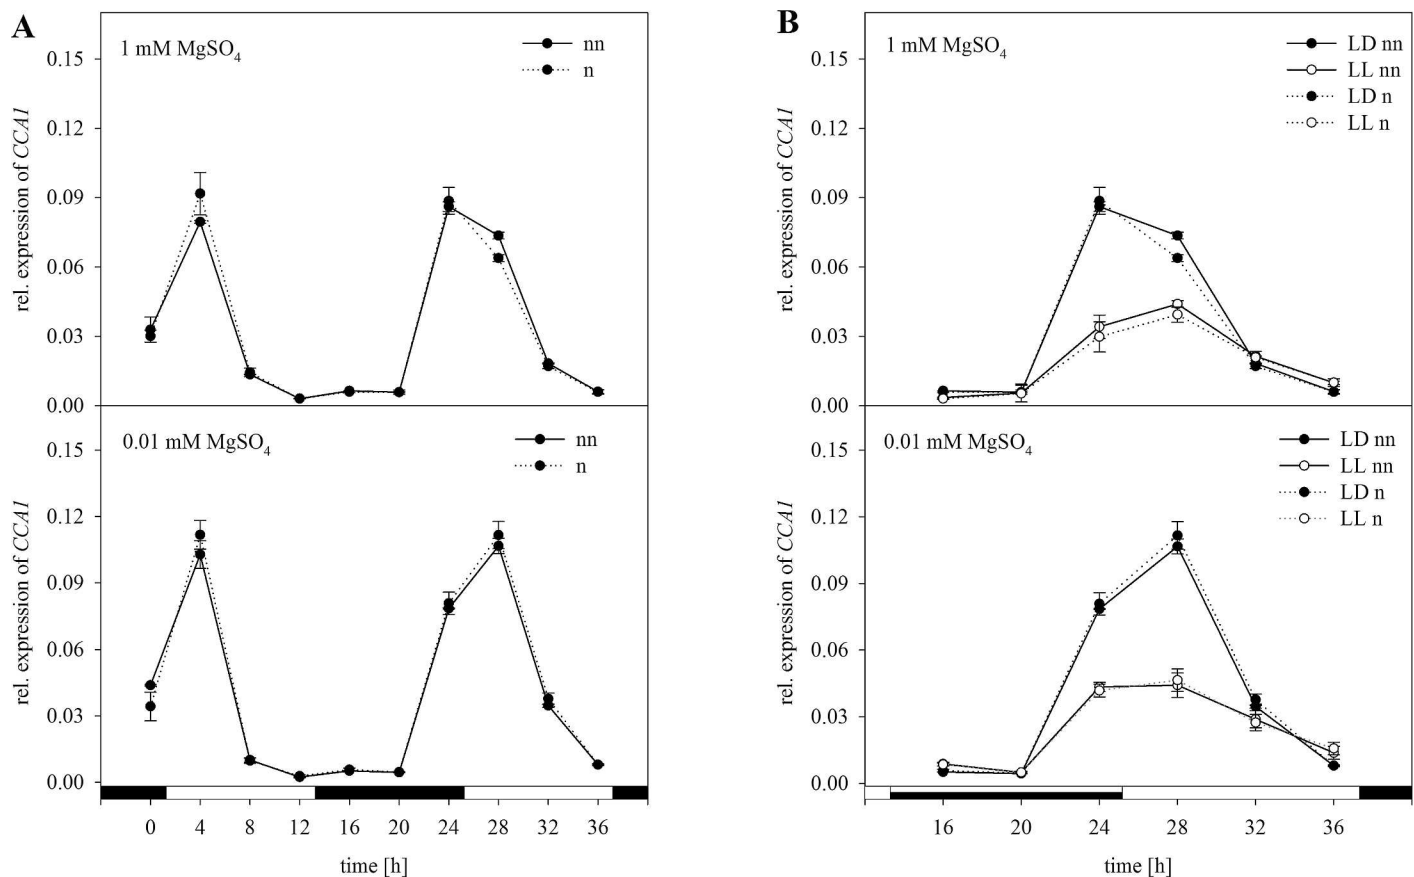 A
1 mM MgSO4
nn
n
0.15
0.12
0.09
0.06
0.03
0.00
rel. expression of CCA1
0.01 mM MgSO4
nn
n
0.15
0.12
0.09
0.06
0.03
0.00
rel. expression of CCA1
0 4 8 12 16 20 24 28 32 36
time [h]
B
1 mM MgSO4
LD nn
LL nn
LD n
LL n
0.15
0.12
0.09
0.06
0.03
0.00
rel. expression of CCA1
0.01 mM MgSO4
LD nn
LL nn
LD n
LL n
0.15
0.12
0.09
0.06
0.03
0.00
rel. expression of CCA1
16 20 24 28 32 36
time [h]